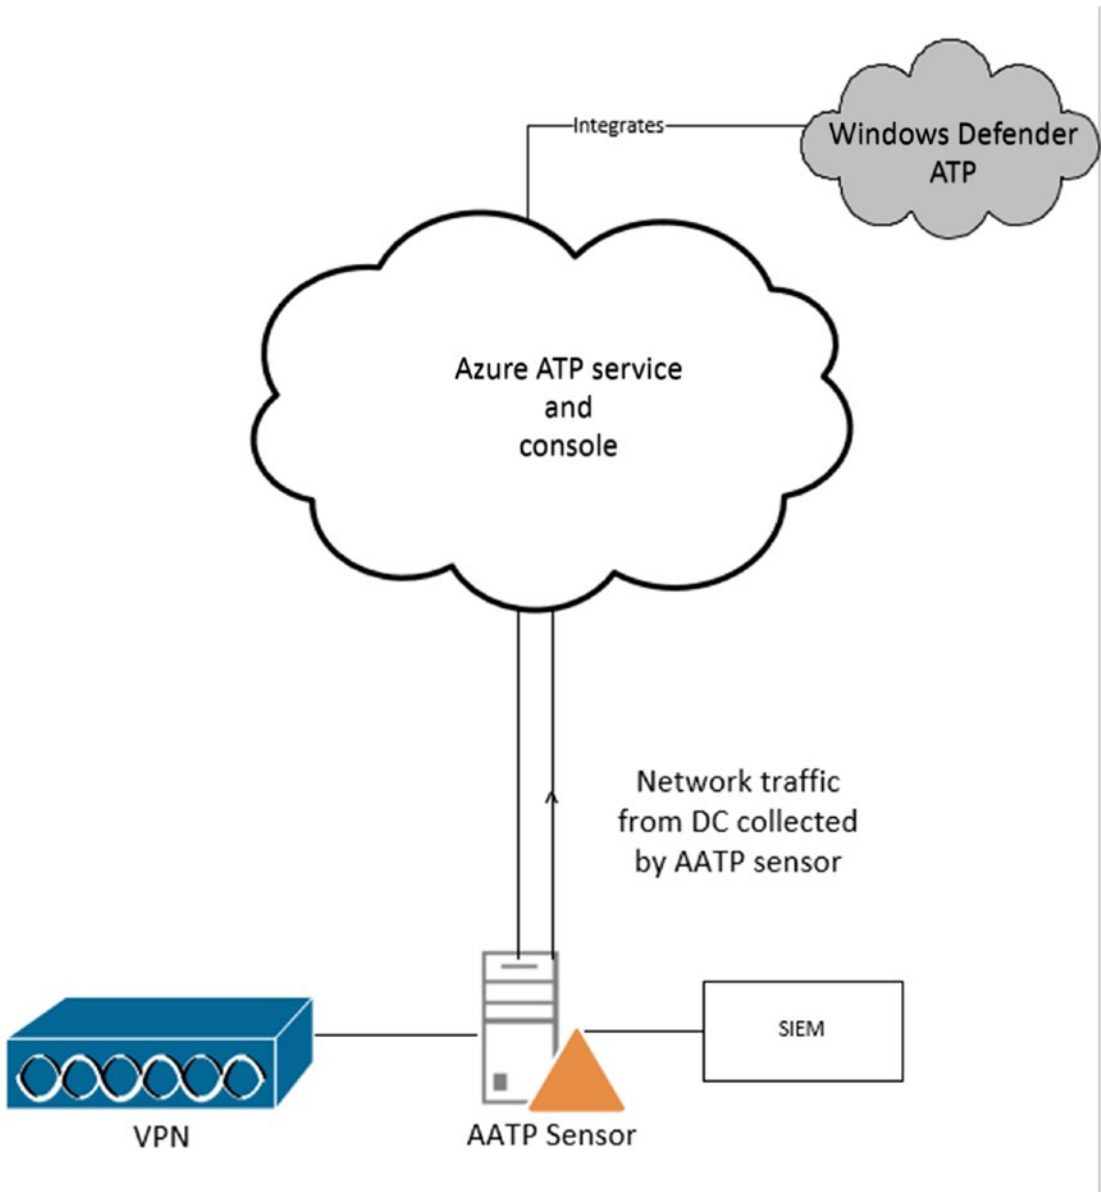 Integrates
Windows Defender
ATP
Azure ATP service
and
console
Network traffic
from DC collected
by AATP sensor
SIEM
VPN
AATP Sensor